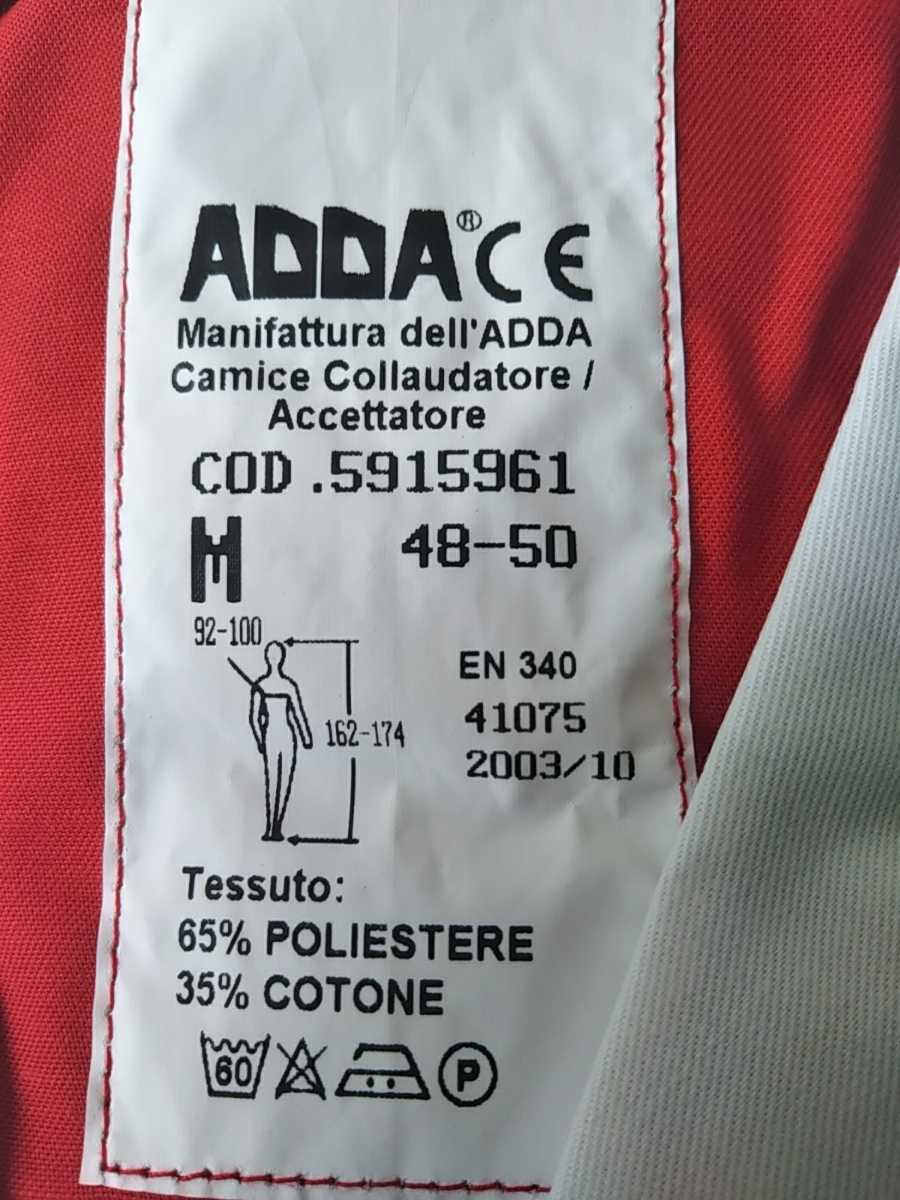 ADDA® CE
Manifattura dell'ADDA
Camice Collaudatore /
Accettatore
COD .5915961
M 48-50
92-100
EN 340
162-174
41075
2003/10
Tessuto:
65% POLIESTERE
35% COTONE
60 P